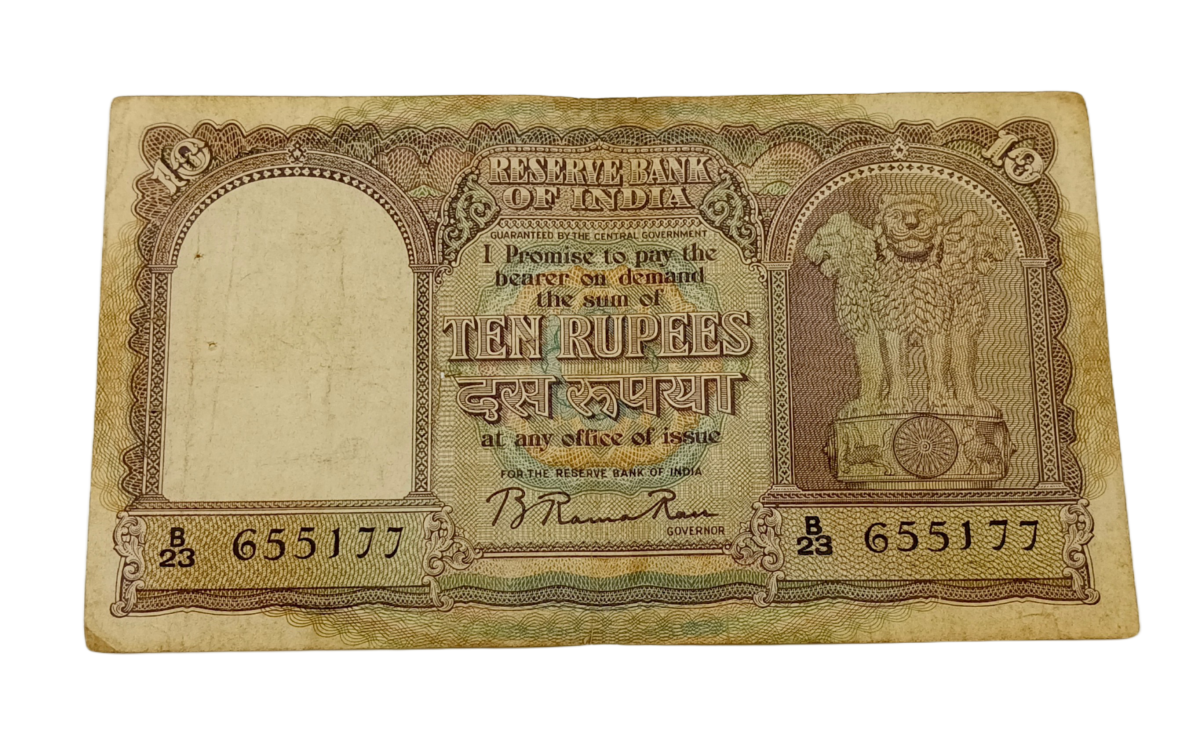 10 10
RESERVE BANK
OF INDIA
GUARANTEED BY THE CENTRAL GOVERNMENT
I Promise to pay the
bearer on demand
the sum of
TEN RUPEES
दस रूपया
at any office of issue
FOR THE RESERVE BANK OF INDIA
B Rama Rau
GOVERNOR
B
23 655177
B
23 655177